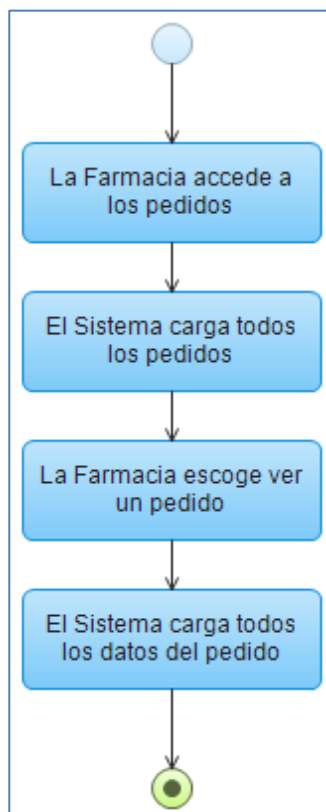 La Farmacia accede a
los pedidos
El Sistema carga todos
los pedidos
La Farmacia escoge ver
un pedido
El Sistema carga todos
los datos del pedido